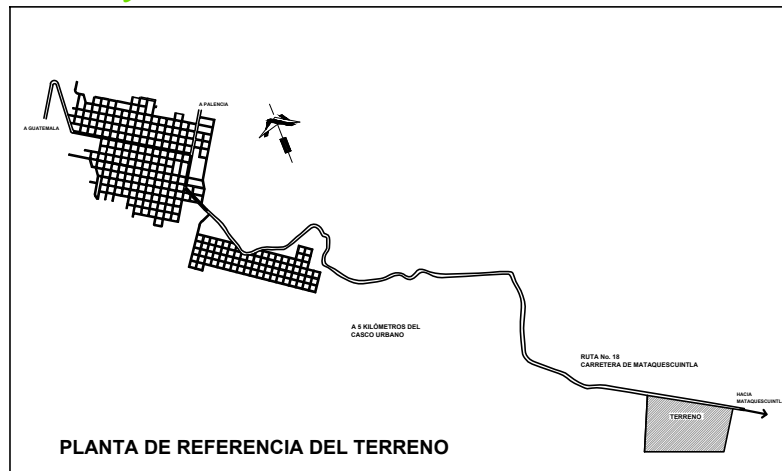 A PALENCIA
A GUATEMALA
A 5 KILÓMETROS DEL
CASCO URBANO
RUTA No. 18
CARRETERA DE MATAQUESCUINTLA
HACIA
MATAQUESCUINTL
TERRENO
PLANTA DE REFERENCIA DEL TERRENO